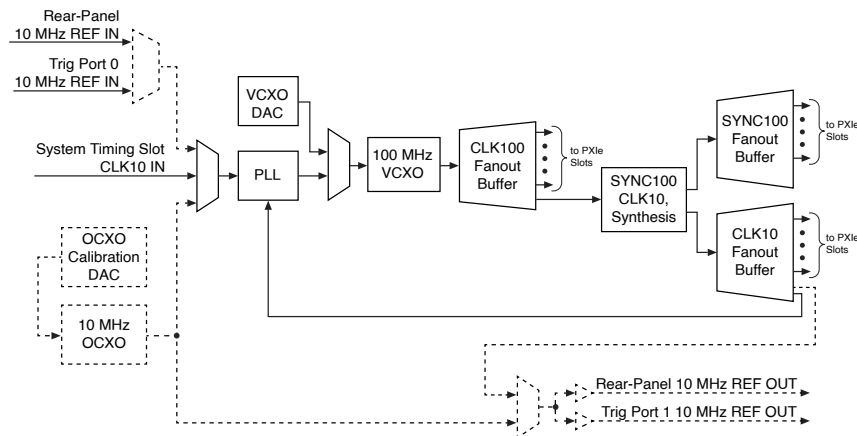 Rear-Panel
10 MHz REF IN
Trig Port 0
10 MHz REF IN
System Timing Slot
CLK10 IN
OCXO
Calibration
DAC
10 MHz
OCXO
VCXO
DAC
PLL
100 MHz
VCXO
CLK100
Fanout
Buffer
to PXIe
Slots
SYNC100
CLK10,
Synthesis
SYNC100
Fanout
Buffer
to PXIe
Slots
CLK10
Fanout
Buffer
to PXIe
Slots
Rear-Panel 10 MHz REF OUT
Trig Port 1 10 MHz REF OUT